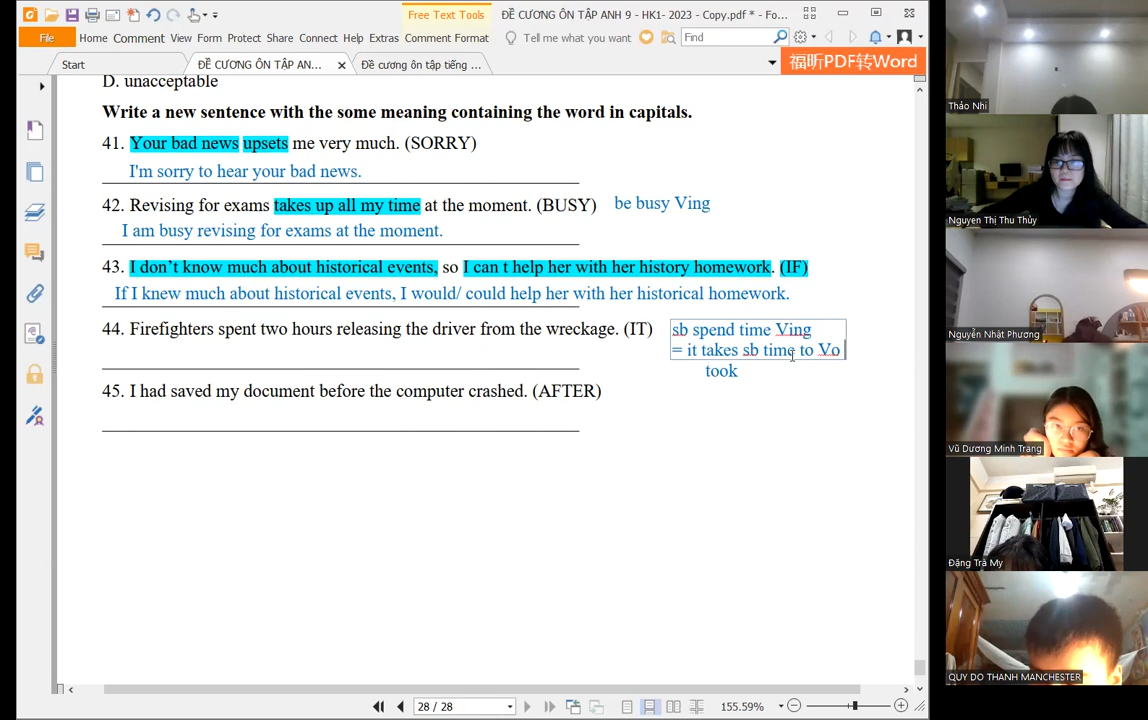 Free Text Tools
ĐỀ CƯƠNG ÔN TẬP ANH 9 - HK1- 2023 - Copy.pdf * - Fo...
File Home Comment View Form Protect Share Connect Help Extras Comment Format Tell me what you want Find
Start ĐỀ CƯƠNG ÔN TẬP AN... Đề cương ôn tập tiếng ... 福昕PDF转Word
D. unacceptable
Write a new sentence with the some meaning containing the word in capitals.
41. Your bad news upsets me very much. (SORRY)
I'm sorry to hear your bad news.
42. Revising for exams takes up all my time at the moment. (BUSY) be busy Ving
I am busy revising for exams at the moment.
43. I don’t know much about historical events, so I can t help her with her history homework. (IF)
If I knew much about historical events, I would/ could help her with her historical homework.
44. Firefighters spent two hours releasing the driver from the wreckage. (IT) sb spend time Ving
= it takes sb time to Vo
took
45. I had saved my document before the computer crashed. (AFTER)
28 / 28
155.59%
Thảo Nhi
Nguyen Thị Thu Thủy
Nguyễn Nhật Phương
Vũ Dương Minh Trang
Đặng Trà My
QUY DO THANH MANCHESTER